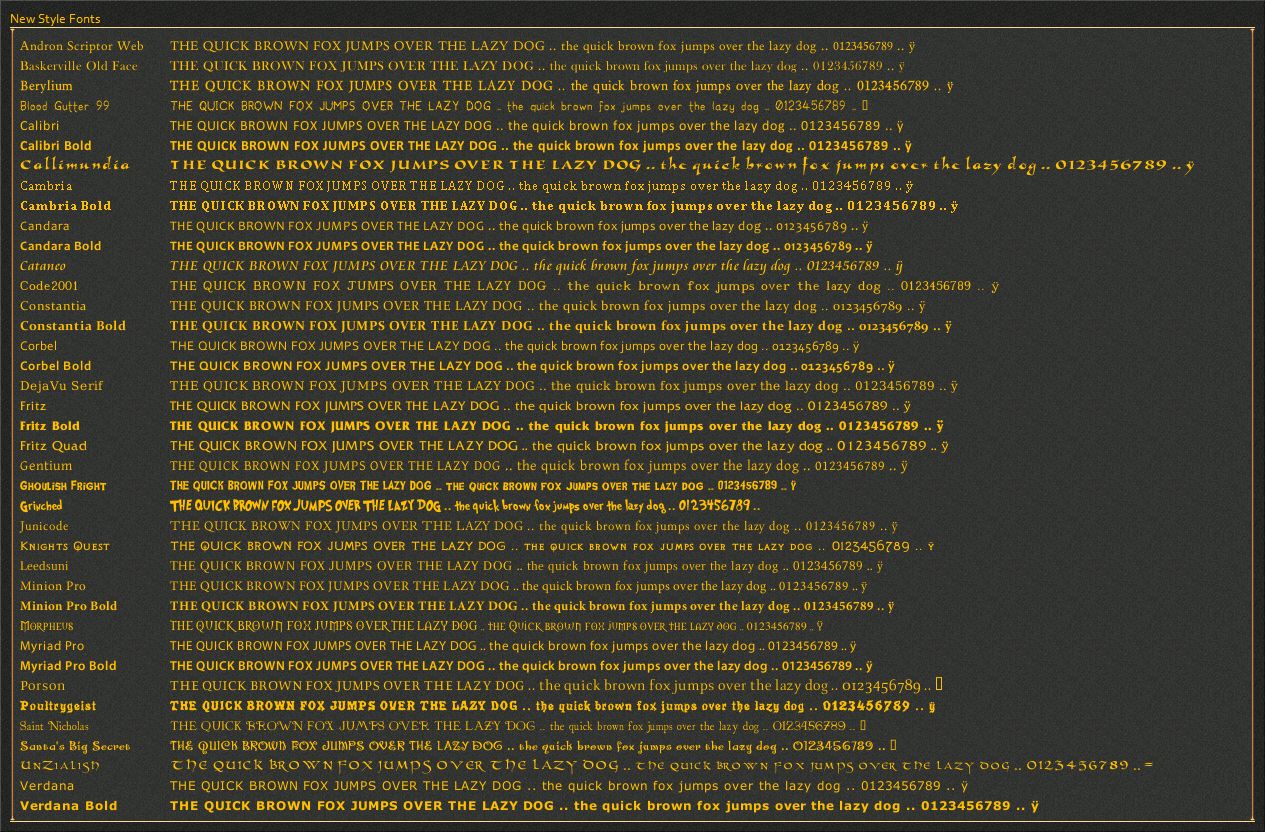 New Style Fonts
Andron Scriptor Web THE QUICK BROWN FOX JUMPS OVER THE LAZY DOG .. the quick brown fox jumps over the lazy dog .. 0123456789 .. ÿ
Baskerville Old Face THE QUICK BROWN FOX JUMPS OVER THE LAZY DOG .. the quick brown fox jumps over the lazy dog .. 0123456789 .. ÿ
Berylium THE QUICK BROWN FOX JUMPS OVER THE LAZY DOG .. the quick brown fox jumps over the lazy dog .. 0123456789 .. ÿ
Blood Gutter 99 THE QUICK BROWN FOX JUMPS OVER THE LAZY DOG .. the quick brown fox jumps over the lazy dog .. 0123456789 .. ▯
Calibri THE QUICK BROWN FOX JUMPS OVER THE LAZY DOG .. the quick brown fox jumps over the lazy dog .. 0123456789 .. ÿ
Calibri Bold THE QUICK BROWN FOX JUMPS OVER THE LAZY DOG .. the quick brown fox jumps over the lazy dog .. 0123456789 .. ÿ
Callimundia THE QUICK BROWN FOX JUMPS OVER THE LAZY DOG .. the quick brown fox jumps over the lazy dog .. 0123456789 .. ÿ
Cambria THE QUICK BROWN FOX JUMPS OVER THE LAZY DOG .. the quick brown fox jumps over the lazy dog .. 0123456789 .. ÿ
Cambria Bold THE QUICK BROWN FOX JUMPS OVER THE LAZY DOG .. the quick brown fox jumps over the lazy dog .. 0123456789 .. ÿ
Candara THE QUICK BROWN FOX JUMPS OVER THE LAZY DOG .. the quick brown fox jumps over the lazy dog .. 0123456789 .. ÿ
Candara Bold THE QUICK BROWN FOX JUMPS OVER THE LAZY DOG .. the quick brown fox jumps over the lazy dog .. 0123456789 .. ÿ
Cataneo THE QUICK BROWN FOX JUMPS OVER THE LAZY DOG .. the quick brown fox jumps over the lazy dog .. 0123456789 .. ÿ
Code2001 THE QUICK BROWN FOX JUMPS OVER THE LAZY DOG .. the quick brown fox jumps over the lazy dog .. 0123456789 .. ÿ
Constantia THE QUICK BROWN FOX JUMPS OVER THE LAZY DOG .. the quick brown fox jumps over the lazy dog .. 0123456789 .. ÿ
Constantia Bold THE QUICK BROWN FOX JUMPS OVER THE LAZY DOG .. the quick brown fox jumps over the lazy dog .. 0123456789 .. ÿ
Corbel THE QUICK BROWN FOX JUMPS OVER THE LAZY DOG .. the quick brown fox jumps over the lazy dog .. 0123456789 .. ÿ
Corbel Bold THE QUICK BROWN FOX JUMPS OVER THE LAZY DOG .. the quick brown fox jumps over the lazy dog .. 0123456789 .. ÿ
DejaVu Serif THE QUICK BROWN FOX JUMPS OVER THE LAZY DOG .. the quick brown fox jumps over the lazy dog .. 0123456789 .. ÿ
Fritz THE QUICK BROWN FOX JUMPS OVER THE LAZY DOG .. the quick brown fox jumps over the lazy dog .. 0123456789 .. ÿ
Fritz Bold THE QUICK BROWN FOX JUMPS OVER THE LAZY DOG .. the quick brown fox jumps over the lazy dog .. 0123456789 .. ÿ
Fritz Quad THE QUICK BROWN FOX JUMPS OVER THE LAZY DOG .. the quick brown fox jumps over the lazy dog .. 0123456789 .. ÿ
Gentium THE QUICK BROWN FOX JUMPS OVER THE LAZY DOG .. the quick brown fox jumps over the lazy dog .. 0123456789 .. ÿ
GHOULISH FRIGHT THE QUICK BROWN FOX JUMPS OVER THE LAZY DOG .. THE QUICK BROWN FOX JUMPS OVER THE LAZY DOG .. 0123456789 .. Ÿ
Grinched THE QUICK BROWN FOX JUMPS OVER THE LAZY DOG .. the quick brown fox jumps over the lazy dog .. 0123456789 ..
Junicode THE QUICK BROWN FOX JUMPS OVER THE LAZY DOG .. the quick brown fox jumps over the lazy dog .. 0123456789 .. ÿ
KNIGHTS QUEST THE QUICK BROWN FOX JUMPS OVER THE LAZY DOG .. THE QUICK BROWN FOX JUMPS OVER THE LAZY DOG .. 0123456789 .. Ÿ
Leedsuni THE QUICK BROWN FOX JUMPS OVER THE LAZY DOG .. the quick brown fox jumps over the lazy dog .. 0123456789 .. ÿ
Minion Pro THE QUICK BROWN FOX JUMPS OVER THE LAZY DOG .. the quick brown fox jumps over the lazy dog .. 0123456789 .. ÿ
Minion Pro Bold THE QUICK BROWN FOX JUMPS OVER THE LAZY DOG .. the quick brown fox jumps over the lazy dog .. 0123456789 .. ÿ
MORPHEUS THE QUICK BROWN FOX JUMPS OVER THE LAZY DOG .. THE QUICK BROWN FOX JUMPS OVER THE LAZY DOG .. 0123456789 .. Ÿ
Myriad Pro THE QUICK BROWN FOX JUMPS OVER THE LAZY DOG .. the quick brown fox jumps over the lazy dog .. 0123456789 .. ÿ
Myriad Pro Bold THE QUICK BROWN FOX JUMPS OVER THE LAZY DOG .. the quick brown fox jumps over the lazy dog .. 0123456789 .. ÿ
Porson THE QUICK BROWN FOX JUMPS OVER THE LAZY DOG .. the quick brown fox jumps over the lazy dog .. 0123456789 .. ▯
Poultrygeist THE QUICK BROWN FOX JUMPS OVER THE LAZY DOG .. the quick brown fox jumps over the lazy dog .. 0123456789 .. ÿ
Saint Nicholas THE QUICK BROWN FOX JUMPS OVER THE LAZY DOG .. the quick brown fox jumps over the lazy dog .. 0123456789 .. ▯
Santa's Big Secret THE QUICK BROWN FOX JUMPS OVER THE LAZY DOG .. the quick brown fox jumps over the lazy dog .. 0123456789 .. ▯
Unzialish THE QUICK BROWN FOX JUMPS OVER THE LAZY DOG .. the quick brown fox jumps over the lazy dog .. 0123456789 .. =
Verdana THE QUICK BROWN FOX JUMPS OVER THE LAZY DOG .. the quick brown fox jumps over the lazy dog .. 0123456789 .. ÿ
Verdana Bold THE QUICK BROWN FOX JUMPS OVER THE LAZY DOG .. the quick brown fox jumps over the lazy dog .. 0123456789 .. ÿ